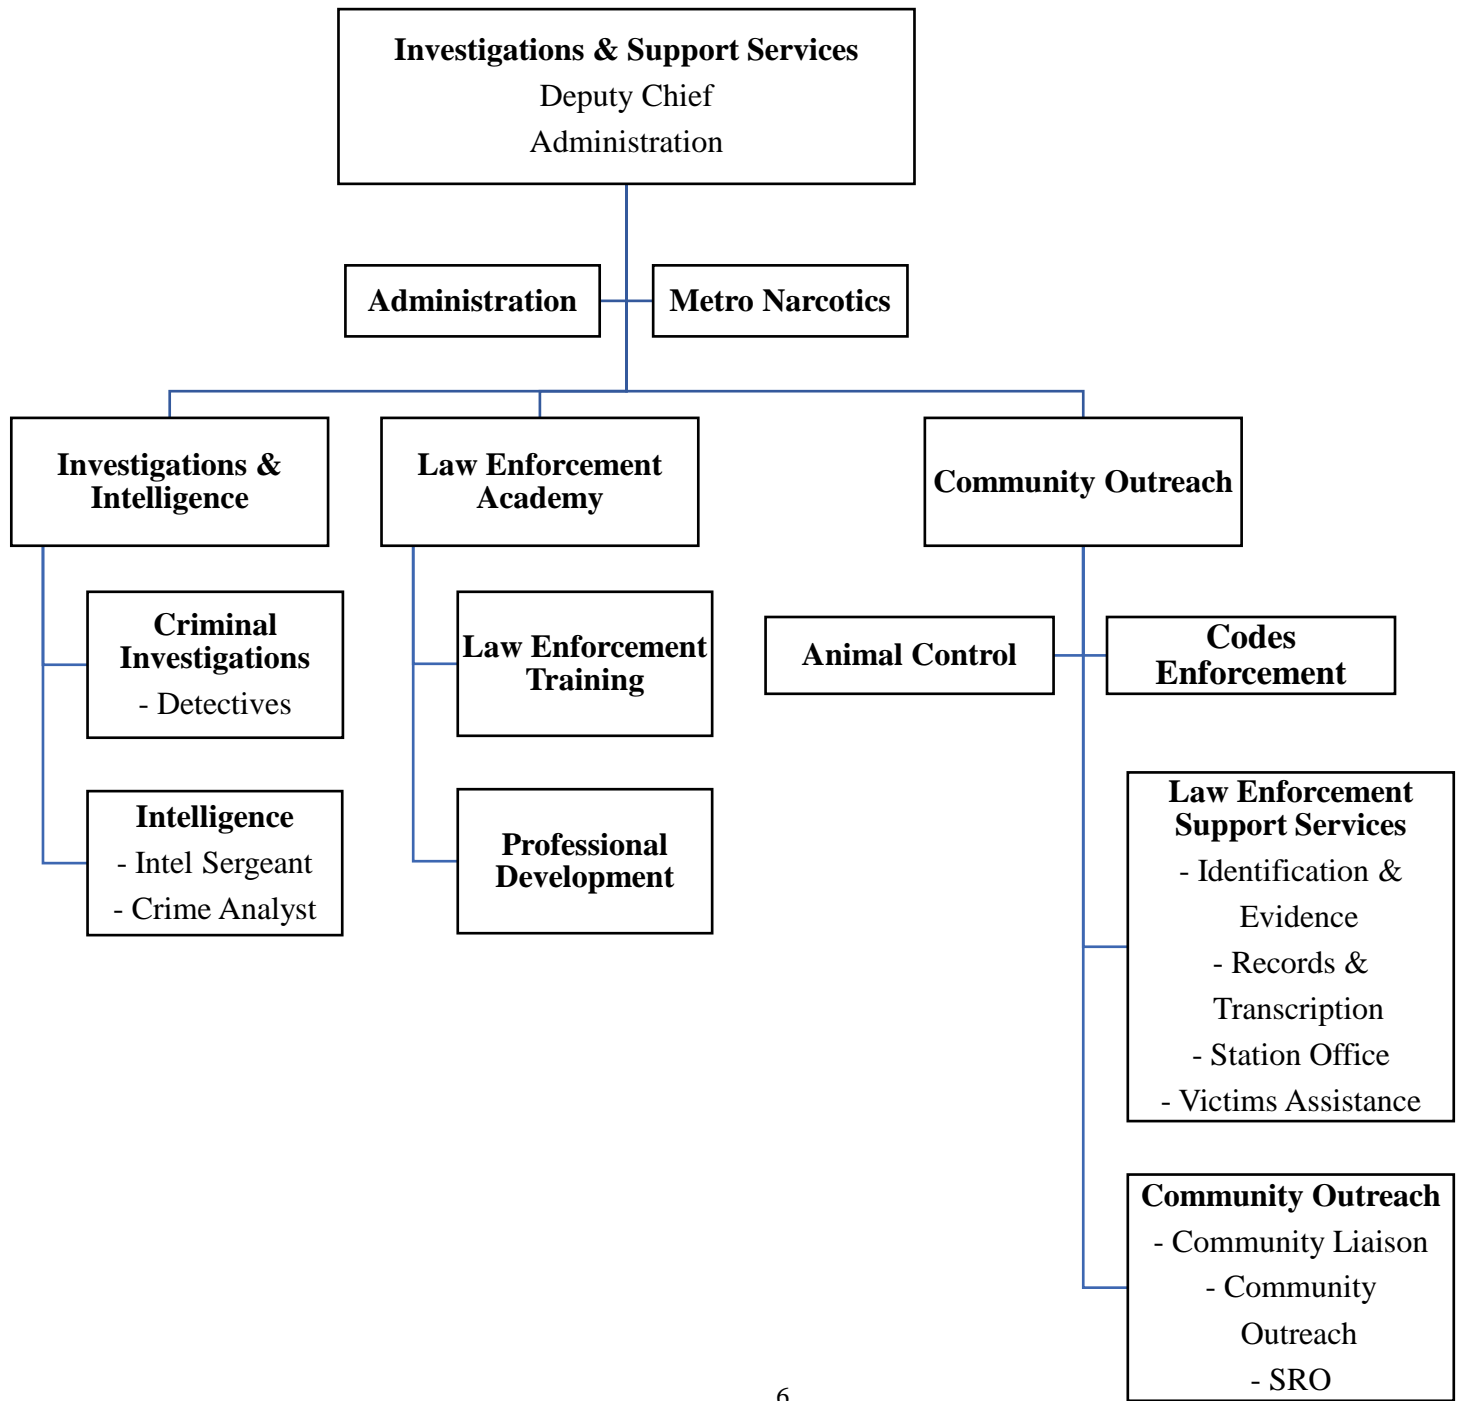 Investigations & Support Services
Deputy Chief
Administration
Administration
Metro Narcotics
Investigations &
Intelligence
Law Enforcement
Academy
Community Outreach
Criminal
Investigations
- Detectives
Intelligence
- Intel Sergeant
- Crime Analyst
Law Enforcement
Training
Professional
Development
Animal Control
Codes
Enforcement
Law Enforcement
Support Services
- Identification &
Evidence
- Records &
Transcription
- Station Office
- Victims Assistance
Community Outreach
- Community Liaison
- Community
Outreach
- SRO
6